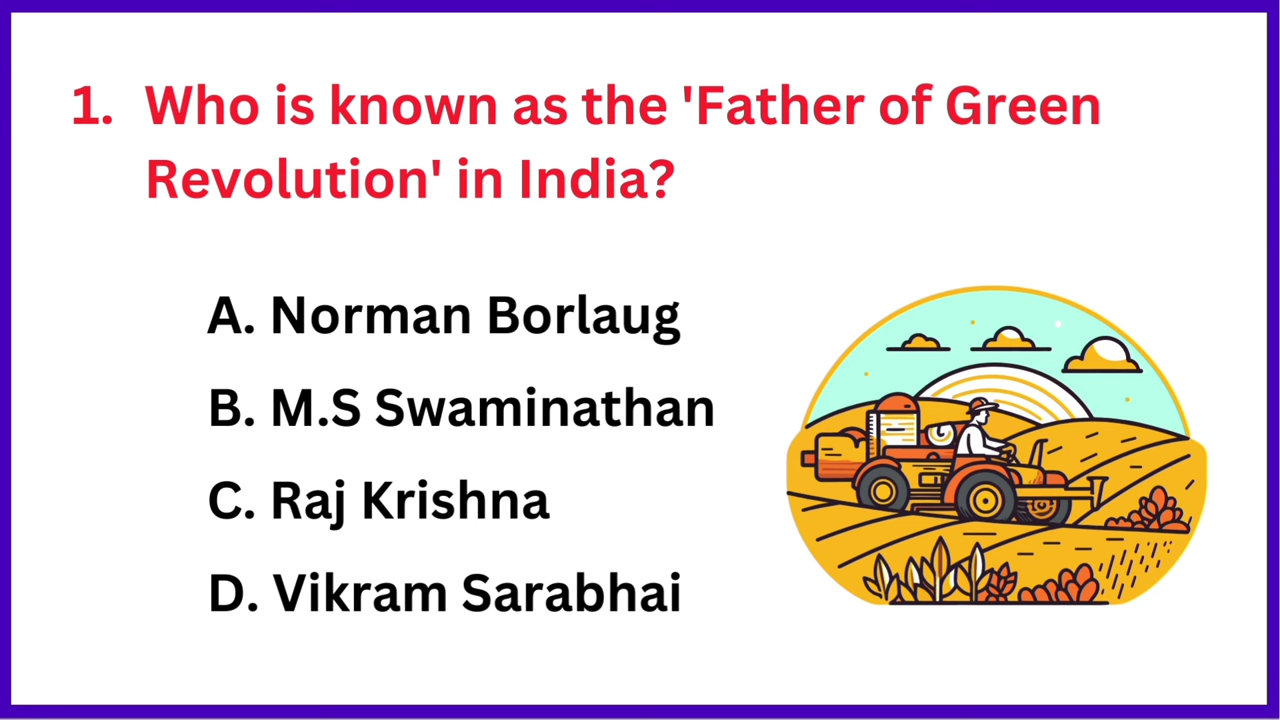 1. Who is known as the 'Father of Green
Revolution' in India?
A. Norman Borlaug
B. M.S Swaminathan
C. Raj Krishna
D. Vikram Sarabhai